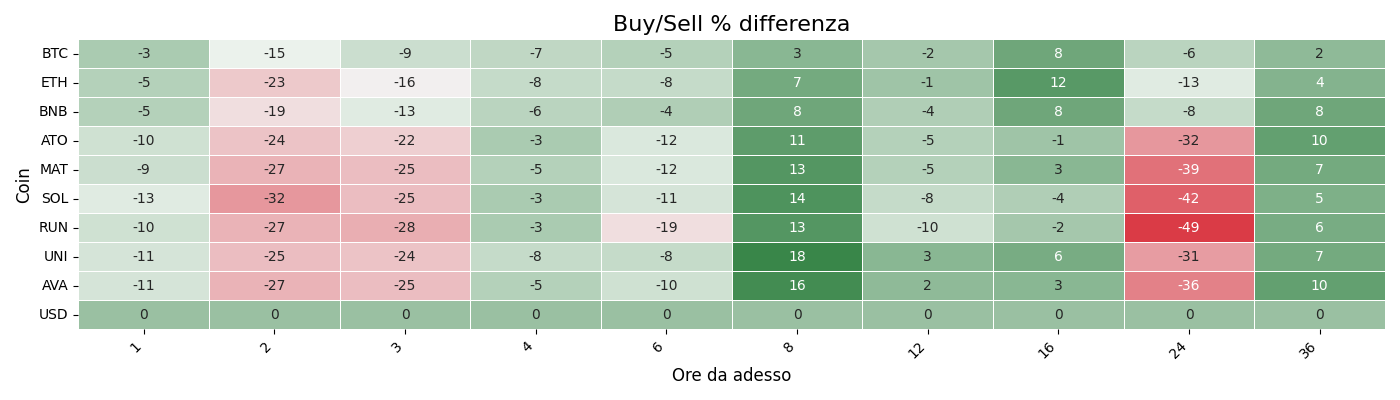 Buy/Sell % differenza
Coin
BTC -3 -15 -9 -7 -5 3 -2 8 -6 2
ETH -5 -23 -16 -8 -8 7 -1 12 -13 4
BNB -5 -19 -13 -6 -4 8 -4 8 -8 8
ATO -10 -24 -22 -3 -12 11 -5 -1 -32 10
MAT -9 -27 -25 -5 -12 13 -5 3 -39 7
SOL -13 -32 -25 -3 -11 14 -8 -4 -42 5
RUN -10 -27 -28 -3 -19 13 -10 -2 -49 6
UNI -11 -25 -24 -8 -8 18 3 6 -31 7
AVA -11 -27 -25 -5 -10 16 2 3 -36 10
USD 0 0 0 0 0 0 0 0 0 0
1 2 3 4 6 8 12 16 24 36
Ore da adesso